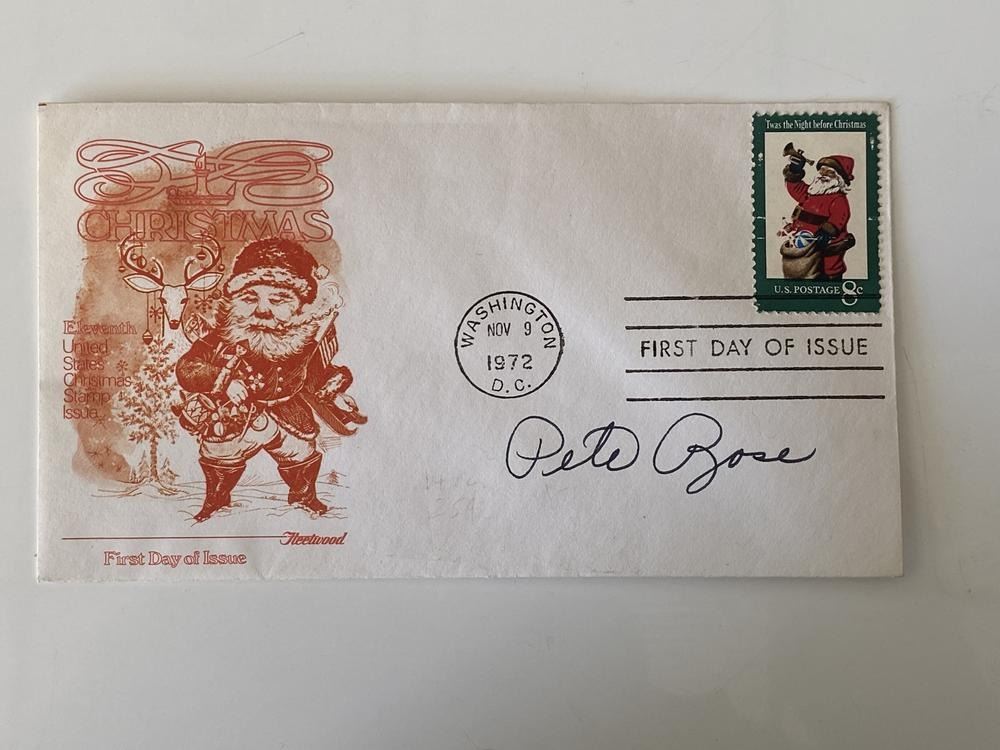 CHRISTMAS
Eleventh
United
States
Christmas
Stamp
Issue...
Fleetwood
First Day of Issue
WASHINGTON
NOV 9
1972
D.C.
'Twas the Night before Christmas
U.S. POSTAGE 8c
FIRST DAY OF ISSUE
Pete Rose